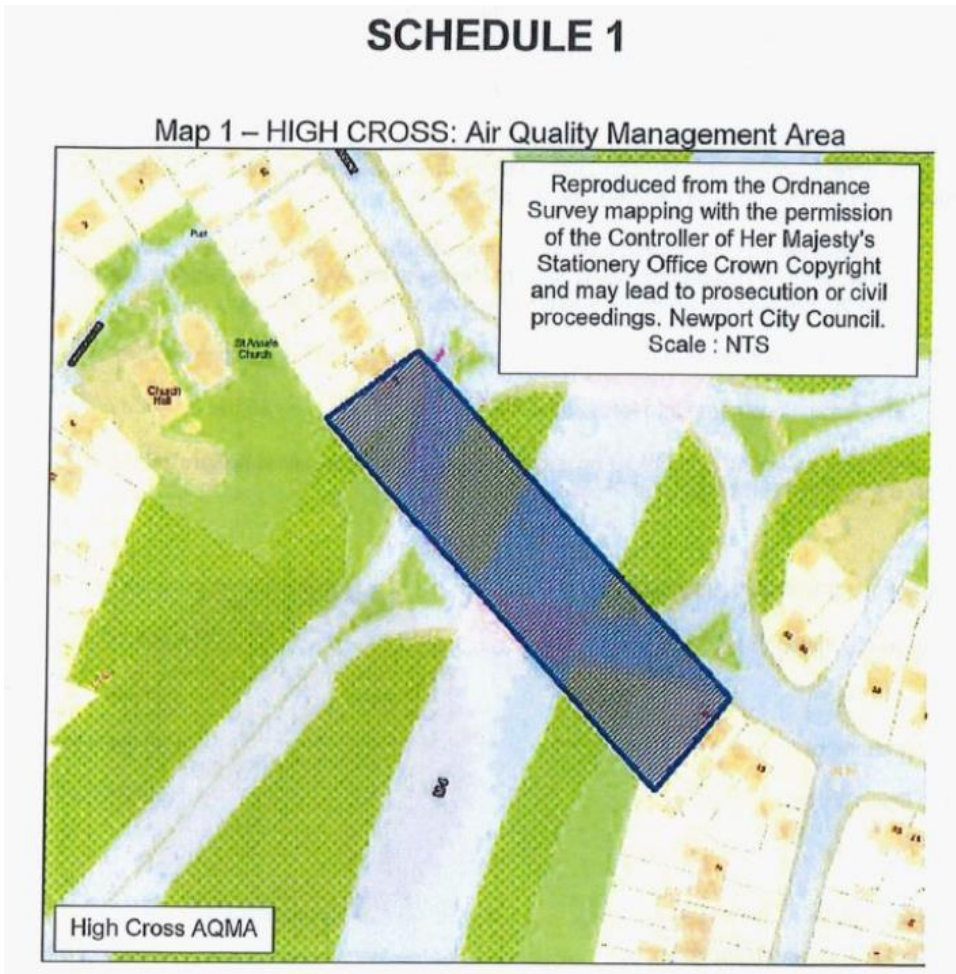 SCHEDULE 1
Map 1 – HIGH CROSS: Air Quality Management Area
Reproduced from the Ordnance
Survey mapping with the permission
of the Controller of Her Majesty's
Stationery Office Crown Copyright
and may lead to prosecution or civil
proceedings. Newport City Council.
Scale : NTS
Church
Church
Hall
High Cross AQMA